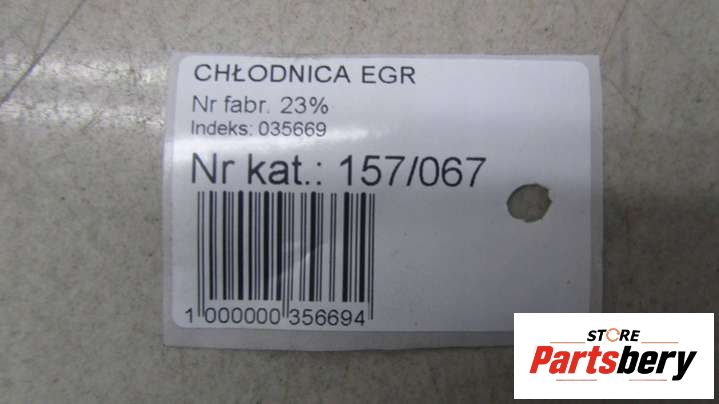 CHŁODNICA EGR
Nr fabr. 23%
Indeks: 035669
Nr kat.: 157/067
1 000000 356694
STORE
Partsbery